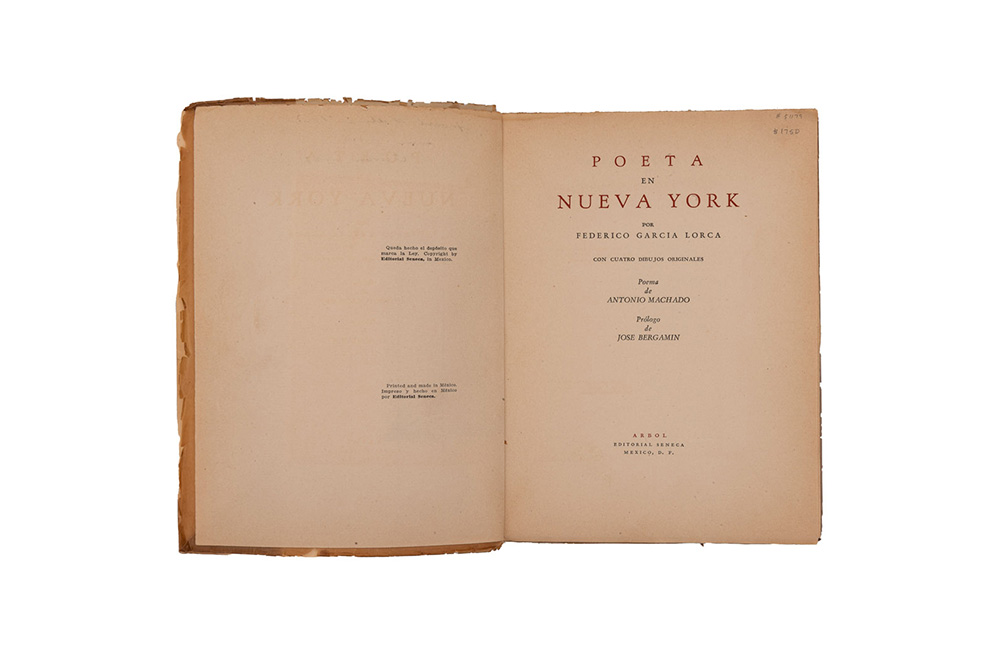 Queda hecho el depósito que
marca la Ley. Copyright by
Editorial Seneca, in Mexico.
Printed and made in México.
Impreso y hecho en México
por Editorial Seneca.
POETA
EN
NUEVA YORK
POR
FEDERICO GARCIA LORCA
CON CUATRO DIBUJOS ORIGINALES
Poema
de
ANTONIO MACHADO
Prólogo
de
JOSE BERGAMIN
ARBOL
EDITORIAL SENECA
MEXICO, D. F.